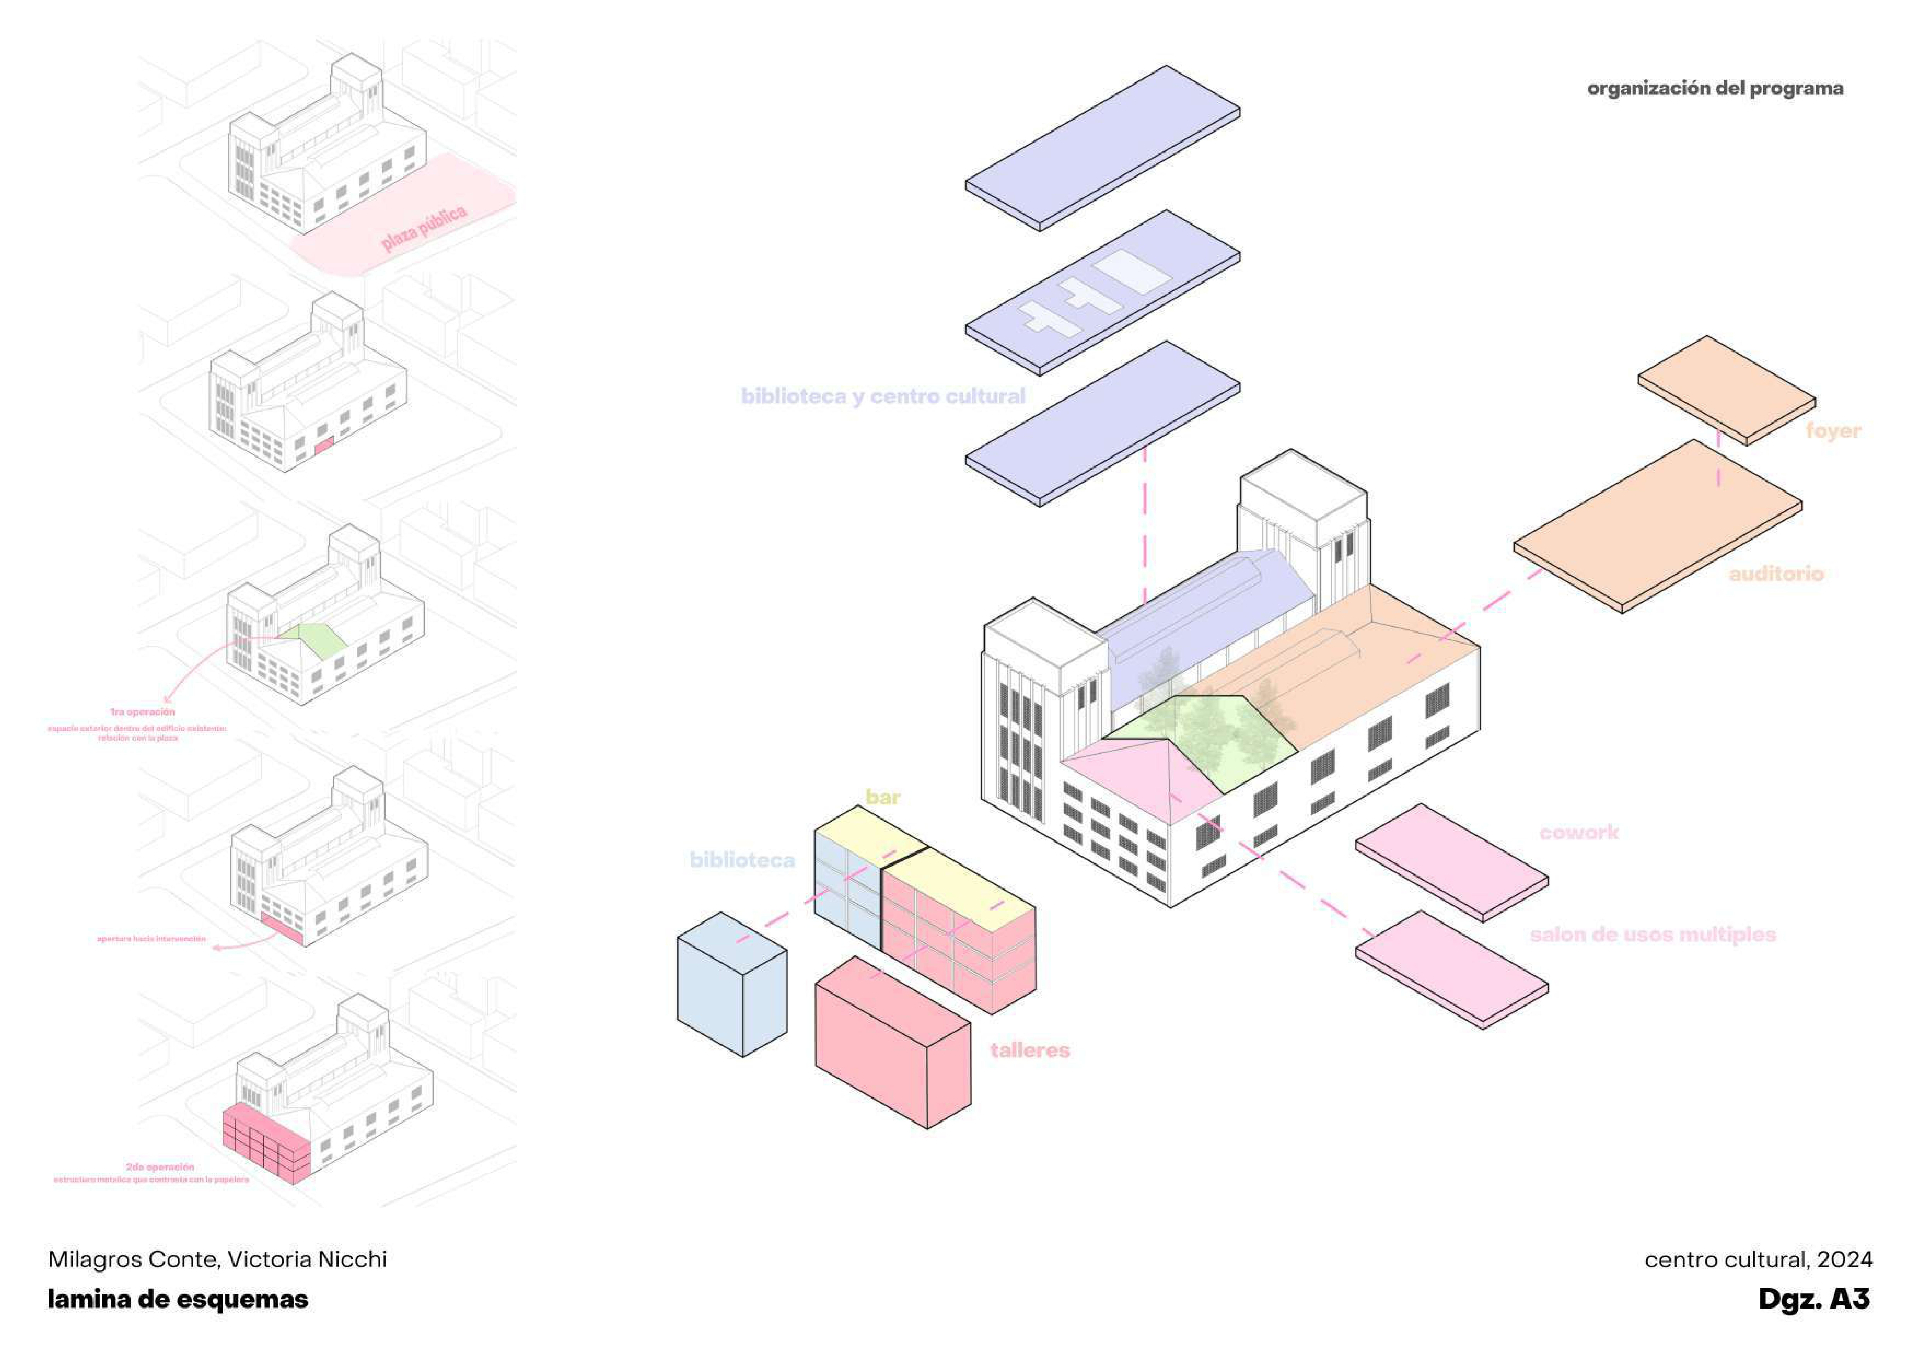 organización del programa
plaza pública
biblioteca y centro cultural
foyer
auditorio
1ra operación
espacio exterior dentro del edificio existente:
relacion con la plaza
bar
cowork
biblioteca
salon de usos multiples
apertura hacia intervención
talleres
2da operación
estructura metalica que contrasta con la papelera
Milagros Conte, Victoria Nicchi
lamina de esquemas
centro cultural, 2024
Dgz. A3